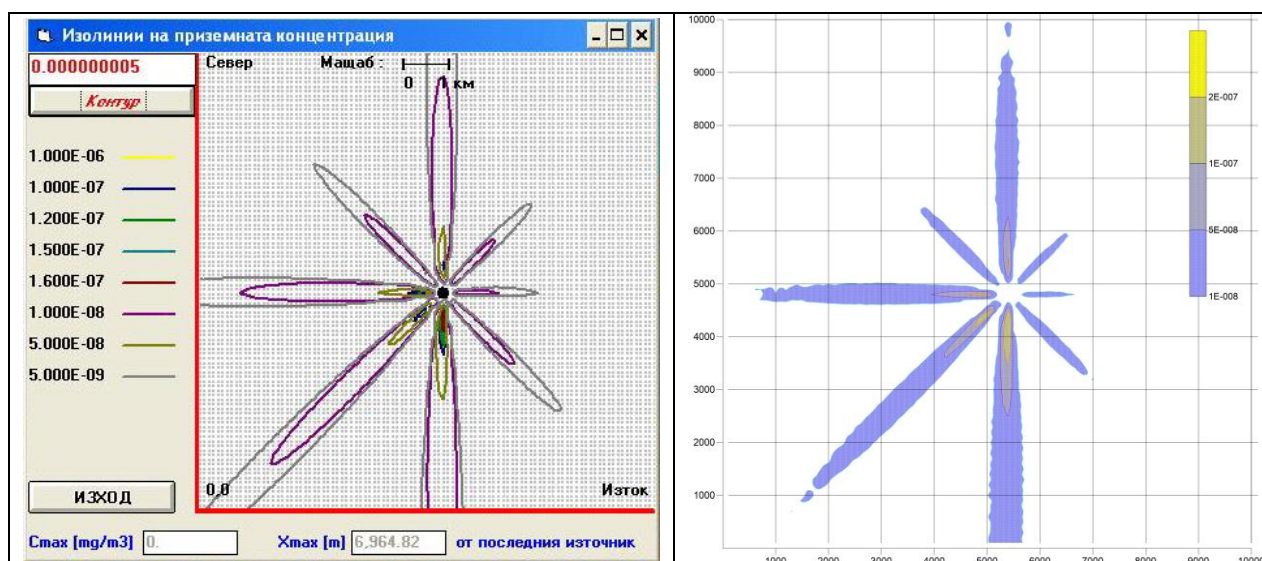 Изолинии на приземната концентрация
0.000000005
Контур
Север Мащаб :
0 1 км
1.000E-06
1.000E-07
1.200E-07
1.500E-07
1.600E-07
1.000E-08
5.000E-08
5.000E-09
ИЗХОД
0,0
Изток
Cmax [mg/m3] 0. Xmax [m] 6,964.82 от последния източник
10000
9000
8000
7000
6000
5000
4000
3000
2000
1000
2E-007
1E-007
5E-008
1E-008
1000 2000 3000 4000 5000 6000 7000 8000 9000 10000